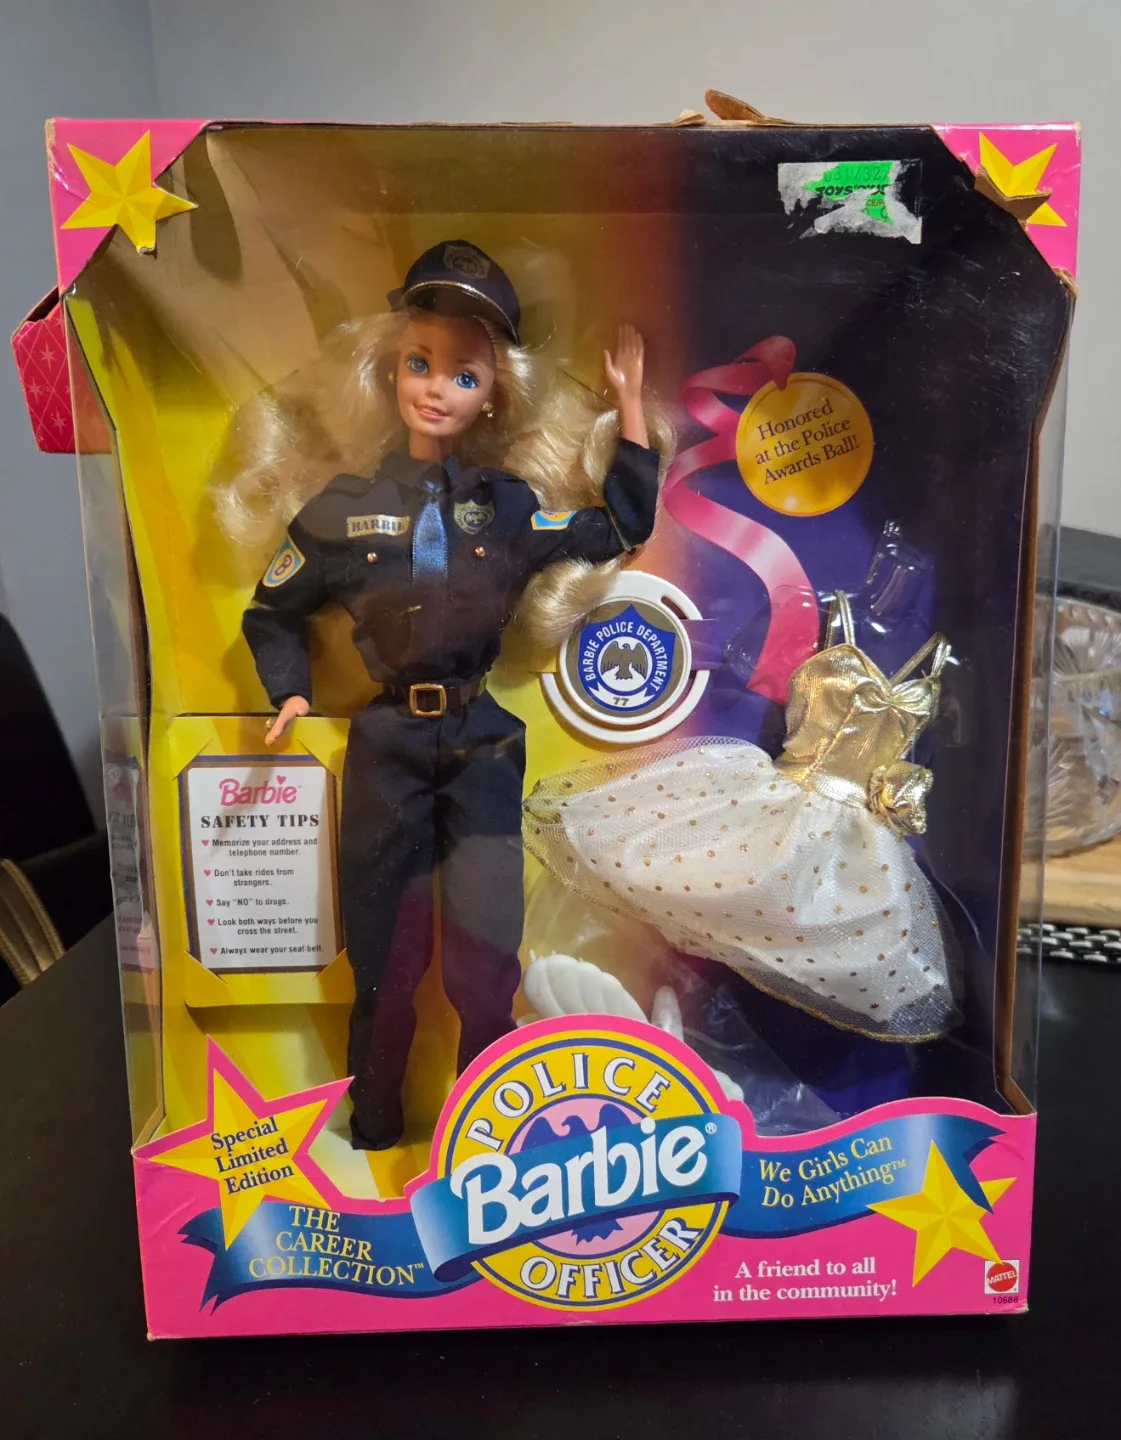 031732
TOYS
Honored
at the Police
Awards Ball!
BARBIE
B
BARBIE POLICE DEPARTMENT
77
Barbie™
SAFETY TIPS
Memorize your address and
telephone number.
Don't take rides from
strangers.
Say "NO" to drugs.
Look both ways before you
cross the street.
Always wear your seat belt.
Special
Limited
Edition
THE
CAREER
COLLECTION™
POLICE
Barbie®
OFFICER
We Girls Can
Do Anything™
A friend to all
in the community!
MATTEL
10688